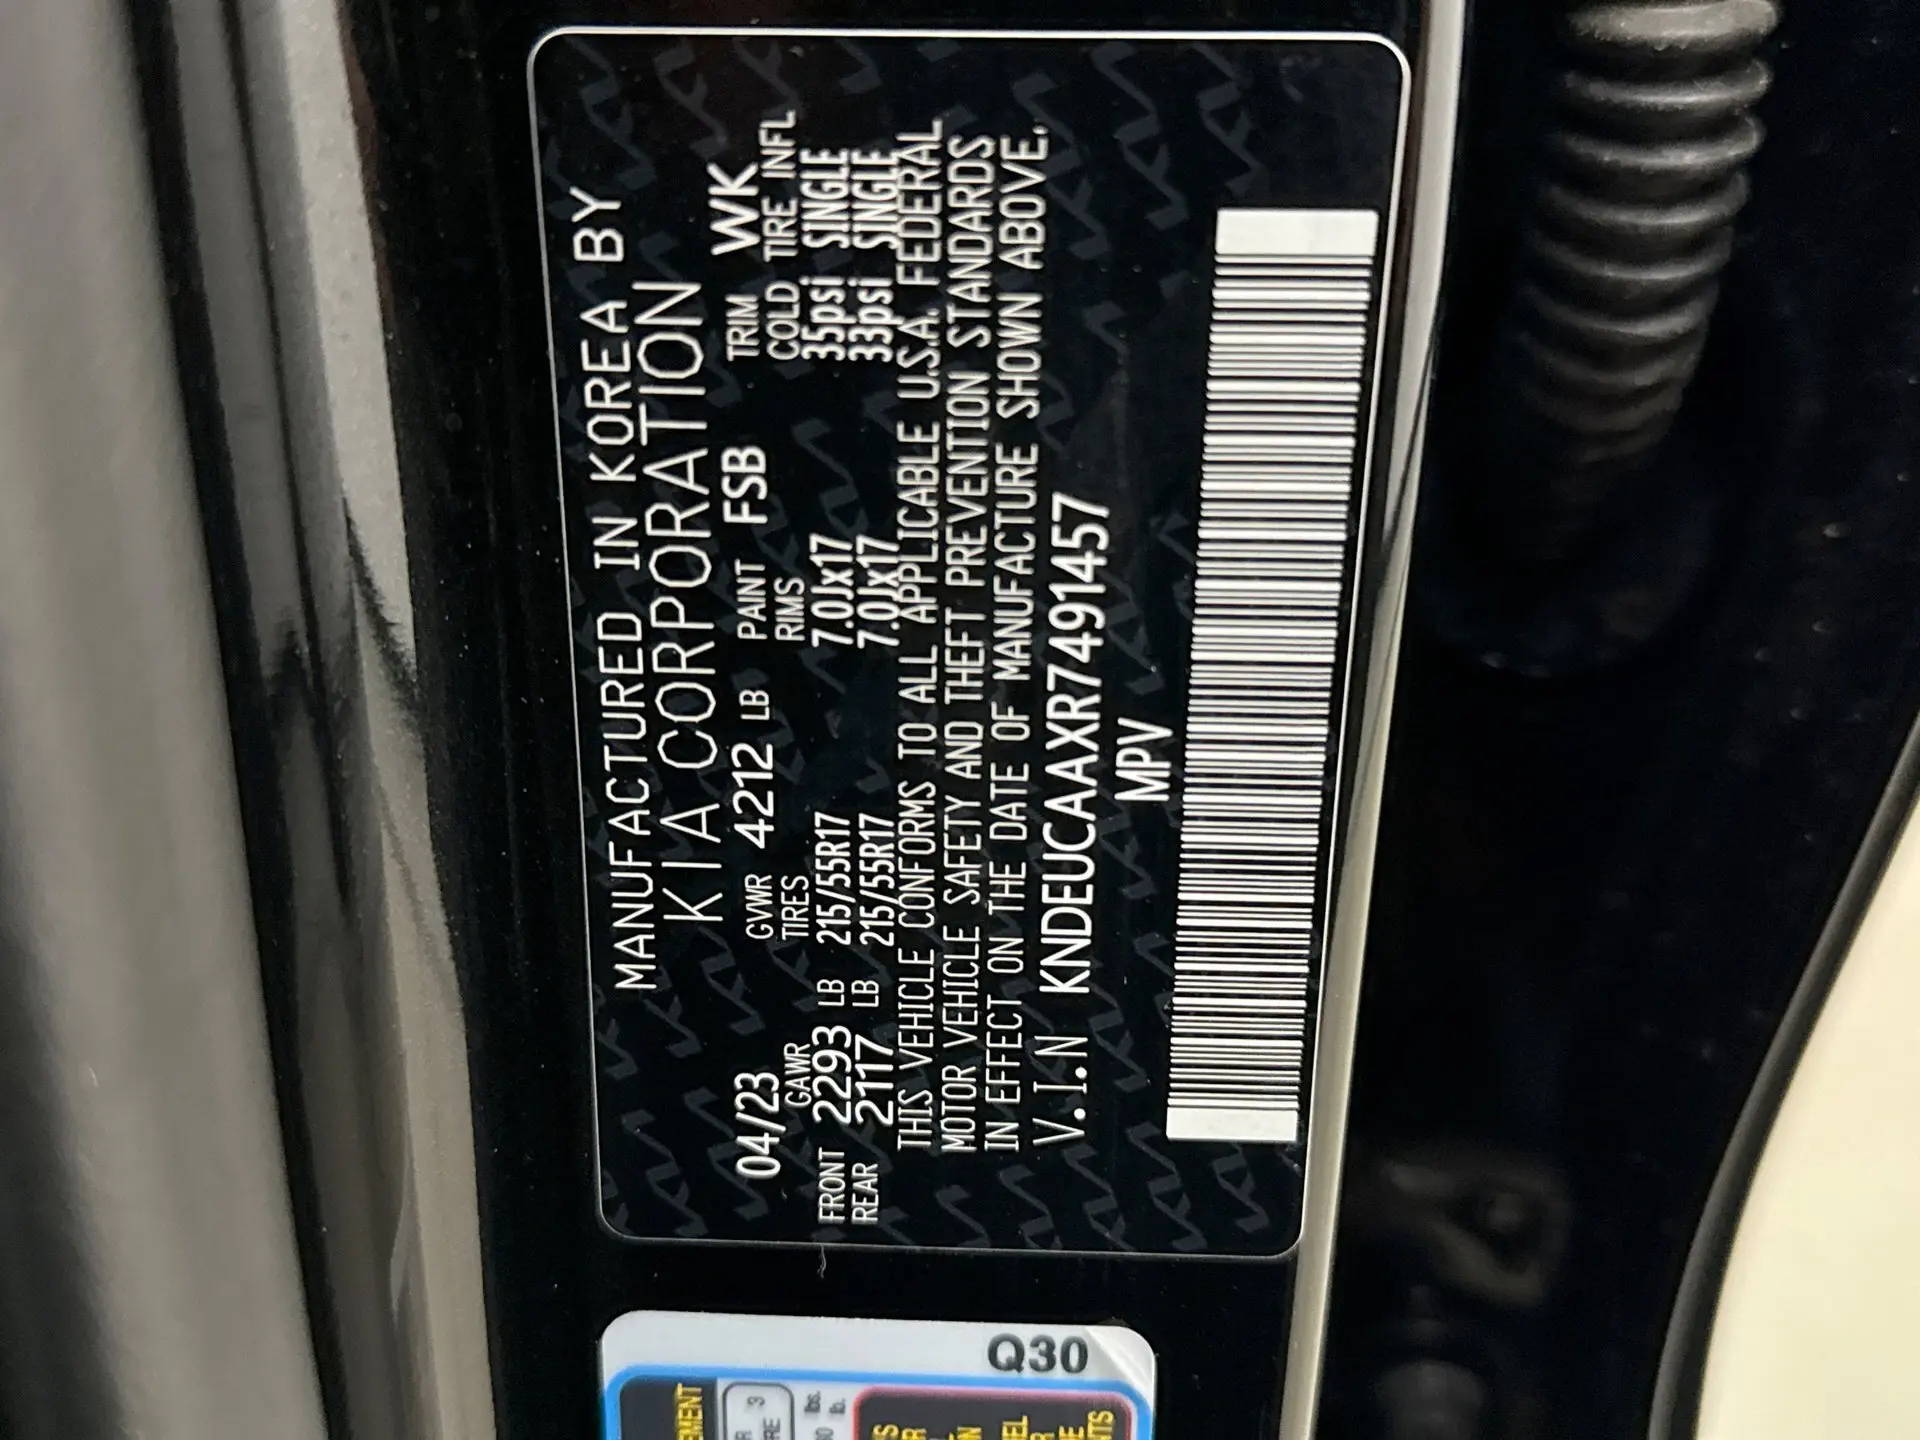 MANUFACTURED IN KOREA BY
KIA CORPORATION
04/23 GVWR 4212 LB PAINT FSB TRIM WK
GAWR TIRES RIMS COLD TIRE INFL
FRONT 2293 LB 215/55R17 7.0Jx17 35psi SINGLE
REAR 2117 LB 215/55R17 7.0Jx17 33psi SINGLE
THIS VEHICLE CONFORMS TO ALL APPLICABLE U.S.A. FEDERAL
MOTOR VEHICLE SAFETY AND THEFT PREVENTION STANDARDS
IN EFFECT ON THE DATE OF MANUFACTURE SHOWN ABOVE.
V.I.N KNDEUCAAXR7491457
MPV
Q30